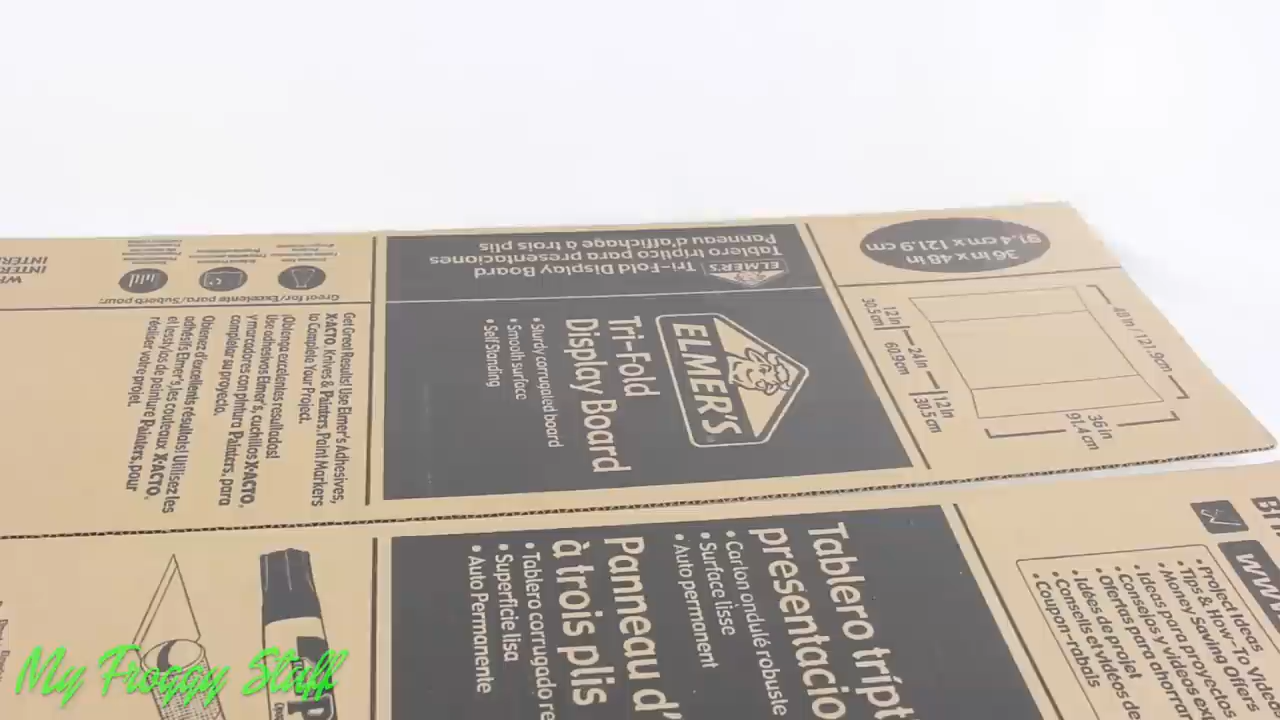 36 in x 48 in
91.4 cm x 121.9 cm
ELMER'S
Tri-Fold Display Board
Tablero tríplico para presentaciones
Panneau d'affichage à trois plis
Great for/Excelente para/Superb pour:
ELMER'S
Tri-Fold
Display Board
• Sturdy corrugated board
• Smooth surface
• Self Standing
48 in / 121.9cm
36 in
91.4 cm
12 in
30.5 cm
24 in
60.9cm
12 in
30.5 cm
Get Great Results! Use Elmer's Adhesives,
X-ACTO, Knives & Painters, Paint Markers
to Complete Your Project.
¡Obtenga excelentes resultados!
Use adhesivos Elmer's, cuchillos X-ACTO,
y marcadores con pintura Painters, para
completar su proyecto.
Obtenez d'excellents résultats! Utilisez les
adhésifs Elmer's, les couteaux X-ACTO,
et les stylos de peinture Painters, pour
réaliser votre projet.
Tablero trípt
presentacio
• Carton ondulé robuste
• Surface lisse
• Auto permanent
Panneau d'
à trois plis
• Tablero corrugado re
• Superficie lisa
• Auto Permanente
www
• Project Ideas
• Tips & How-To Videos
• Money Saving Offers
• Ideas para proyectos
• Consejos y videos ex
• Ofertas para ahorrar
• Idées de projet
• Conseils et vidéos de
• Coupon-rabais
My Froggy Stuff